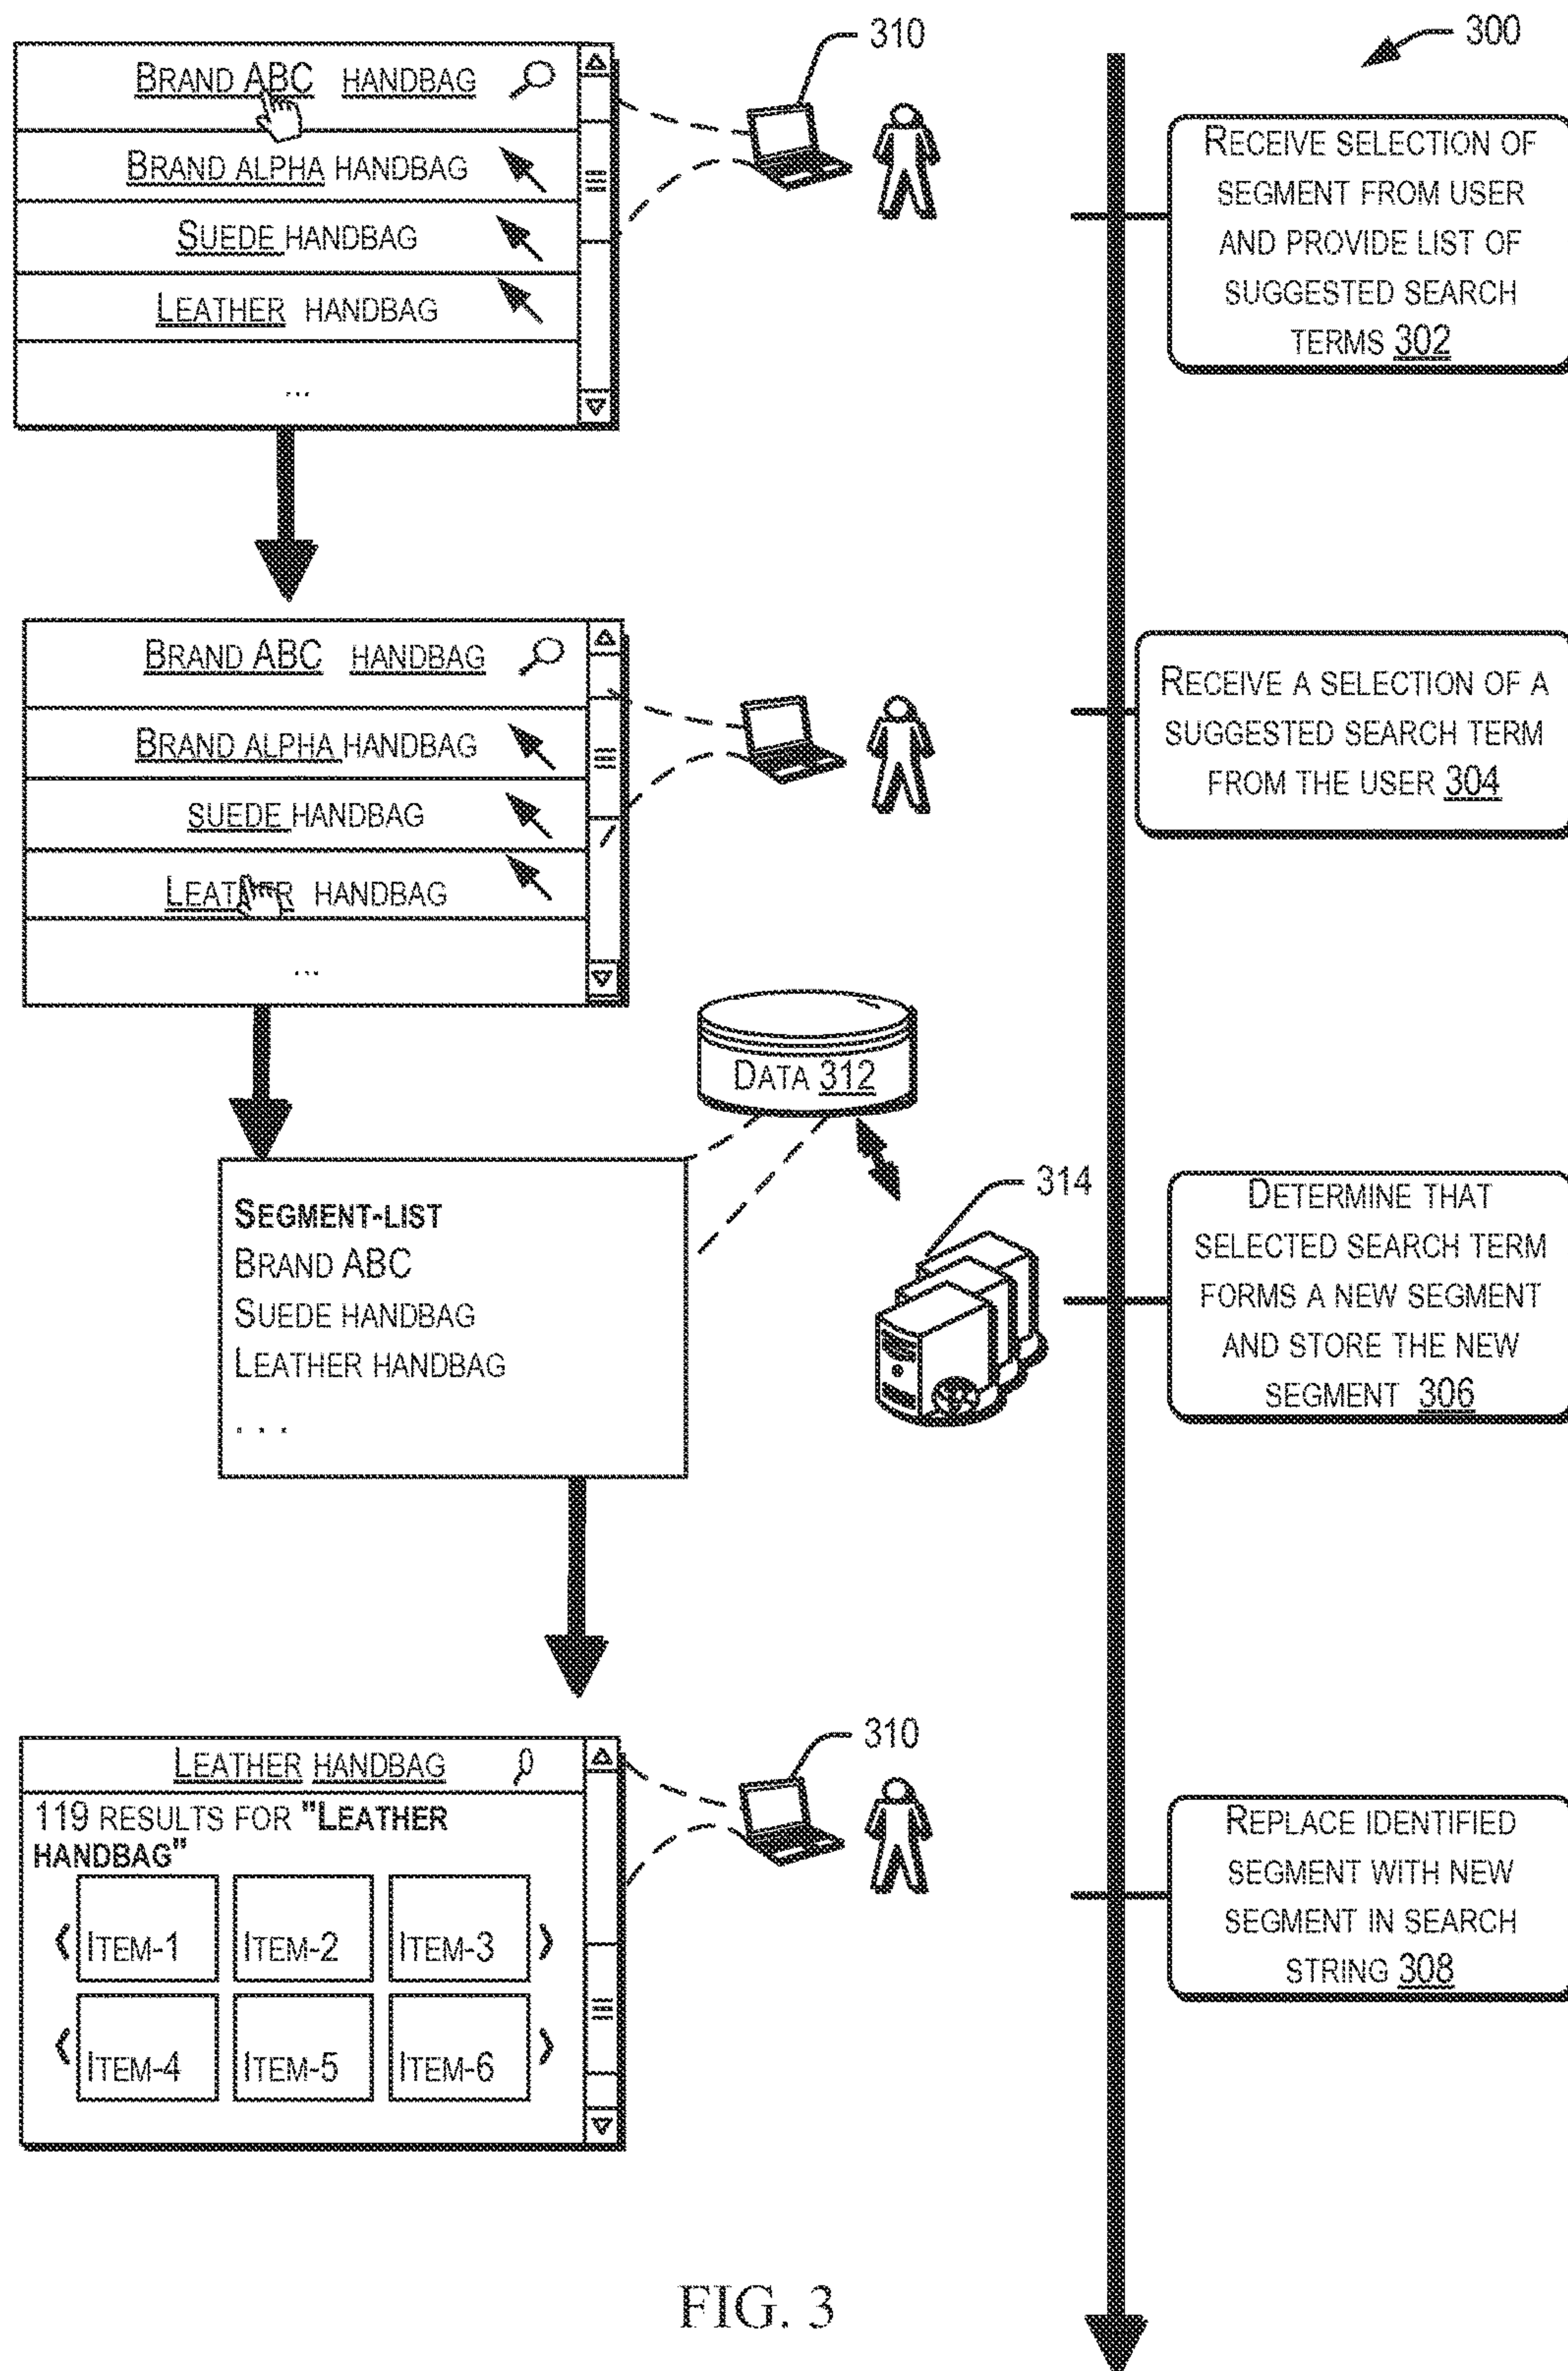 310
300
BRAND ABC HANDBAG
BRAND ALPHA HANDBAG
SUEDE HANDBAG
LEATHER HANDBAG
...
RECEIVE SELECTION OF
SEGMENT FROM USER
AND PROVIDE LIST OF
SUGGESTED SEARCH
TERMS 302
BRAND ABC HANDBAG
BRAND ALPHA HANDBAG
SUEDE HANDBAG
LEATHER HANDBAG
...
RECEIVE A SELECTION OF A
SUGGESTED SEARCH TERM
FROM THE USER 304
DATA 312
SEGMENT-LIST
BRAND ABC
SUEDE HANDBAG
LEATHER HANDBAG
...
314
DETERMINE THAT
SELECTED SEARCH TERM
FORMS A NEW SEGMENT
AND STORE THE NEW
SEGMENT 306
LEATHER HANDBAG
119 RESULTS FOR "LEATHER
HANDBAG"
ITEM-1 ITEM-2 ITEM-3
ITEM-4 ITEM-5 ITEM-6
310
REPLACE IDENTIFIED
SEGMENT WITH NEW
SEGMENT IN SEARCH
STRING 308
FIG. 3